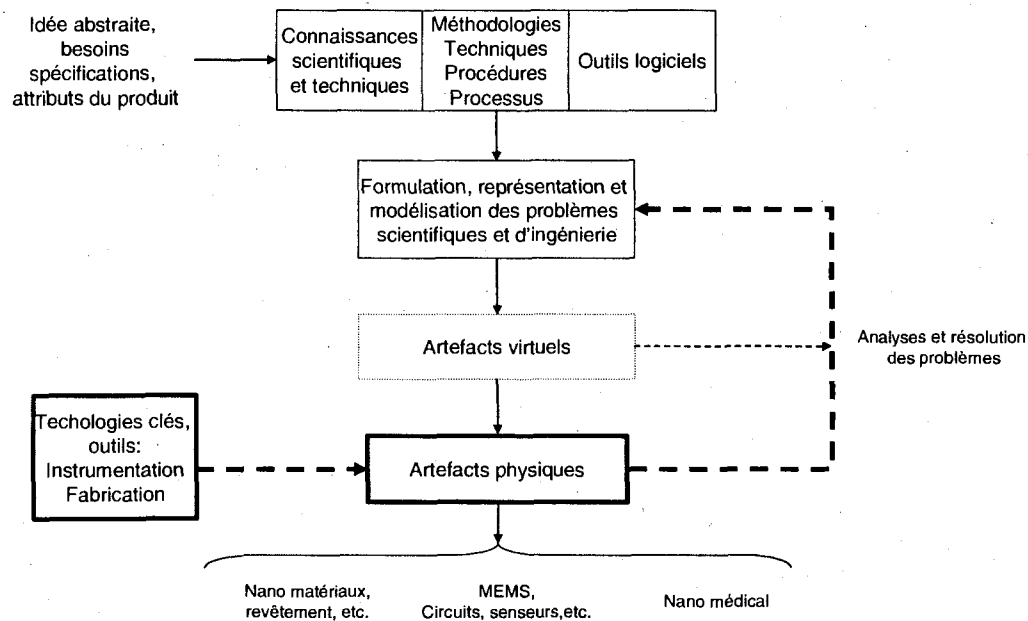 Idée abstraite,
besoins
spécifications,
attributs du produit
Connaissances
scientifiques
et techniques
Méthodologies
Techniques
Procédures
Processus
Outils logiciels
Formulation, représentation et
modélisation des problèmes
scientifiques et d'ingénierie
Artefacts virtuels
Analyses et résolution
des problèmes
Techologies clés,
outils:
Instrumentation
Fabrication
Artefacts physiques
Nano matériaux,
revêtement, etc.
MEMS,
Circuits, senseurs,etc.
Nano médical